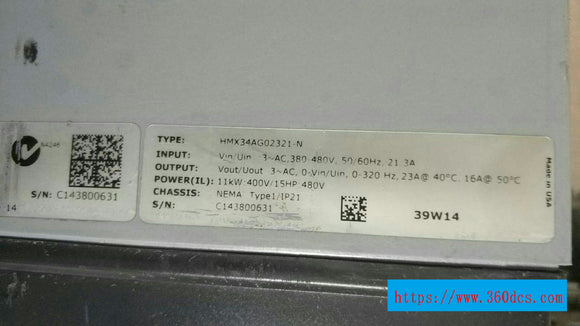 N4246
S/N: C143800631
14
TYPE: HMX34AG02321-N
INPUT: Vin/Uin 3~AC,380-480V, 50/60Hz, 21.3A
OUTPUT: Vout/Uout 3~AC, 0-Vin/Uin, 0-320 Hz, 23A@ 40°C, 16A@ 50°C
POWER(IL): 11kW-400V/15HP-480V
CHASSIS: NEMA Type1/IP21
S/N: C143800631
39W14
Made in USA
https://www.360dcs.com